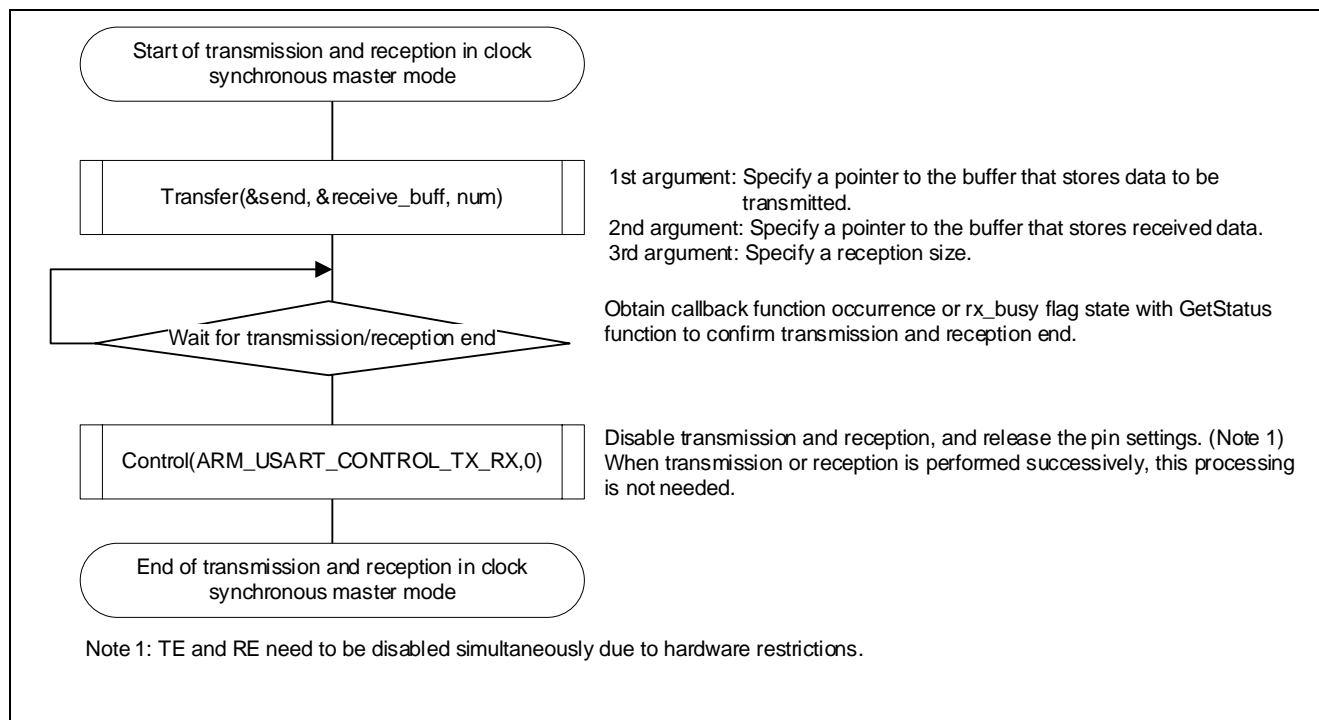 Start of transmission and reception in clock
synchronous master mode
Transfer(&send, &receive_buff, num)
1st argument: Specify a pointer to the buffer that stores data to be
transmitted.
2nd argument: Specify a pointer to the buffer that stores received data.
3rd argument: Specify a reception size.
Wait for transmission/reception end
Obtain callback function occurrence or rx_busy flag state with GetStatus
function to confirm transmission and reception end.
Control(ARM_USART_CONTROL_TX_RX,0)
Disable transmission and reception, and release the pin settings. (Note 1)
When transmission or reception is performed successively, this processing
is not needed.
End of transmission and reception in clock
synchronous master mode
Note 1: TE and RE need to be disabled simultaneously due to hardware restrictions.